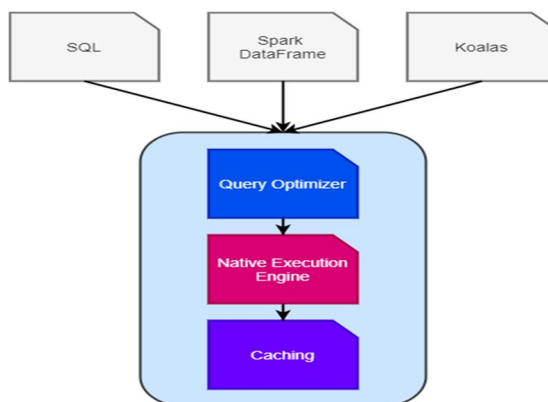 SQL
Spark
DataFrame
Koalas
Query Optimizer
Native Execution
Engine
Caching